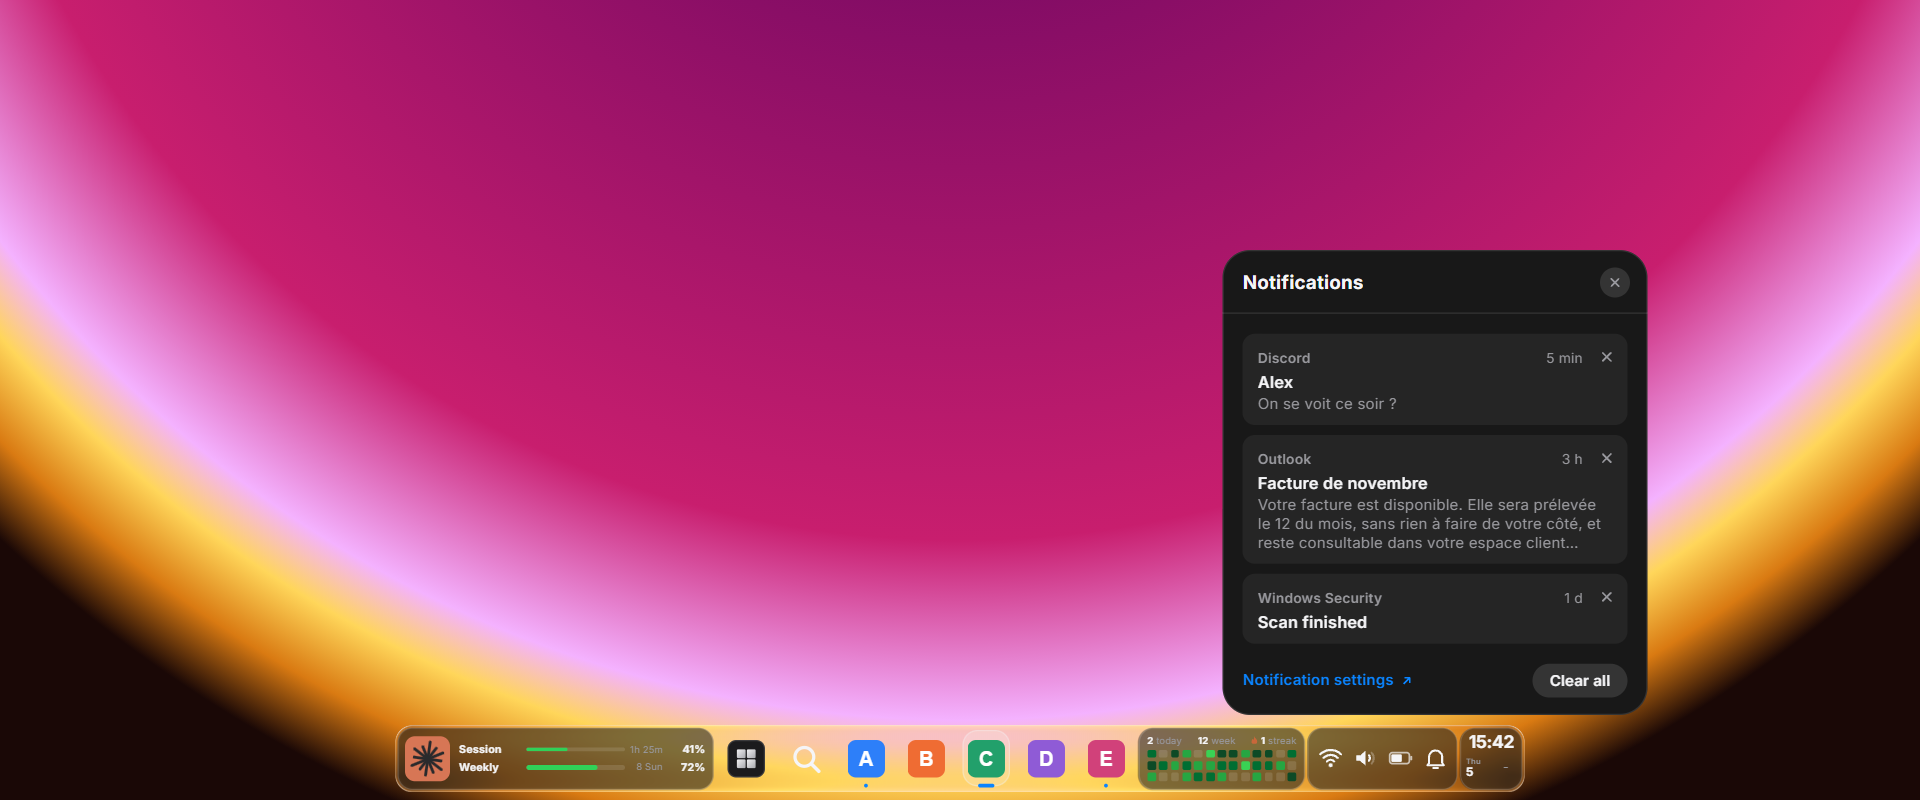 Notifications
Discord 5 min
Alex
On se voit ce soir ?
Outlook 3 h
Facture de novembre
Votre facture est disponible. Elle sera prélevée
le 12 du mois, sans rien à faire de votre côté, et
reste consultable dans votre espace client...
Windows Security 1 d
Scan finished
Notification settings Clear all
Session 1h 25m 41%
Weekly 8 Sun 72%
A B C D E
2 today 12 week 1 streak
15:42
Thu
5 –